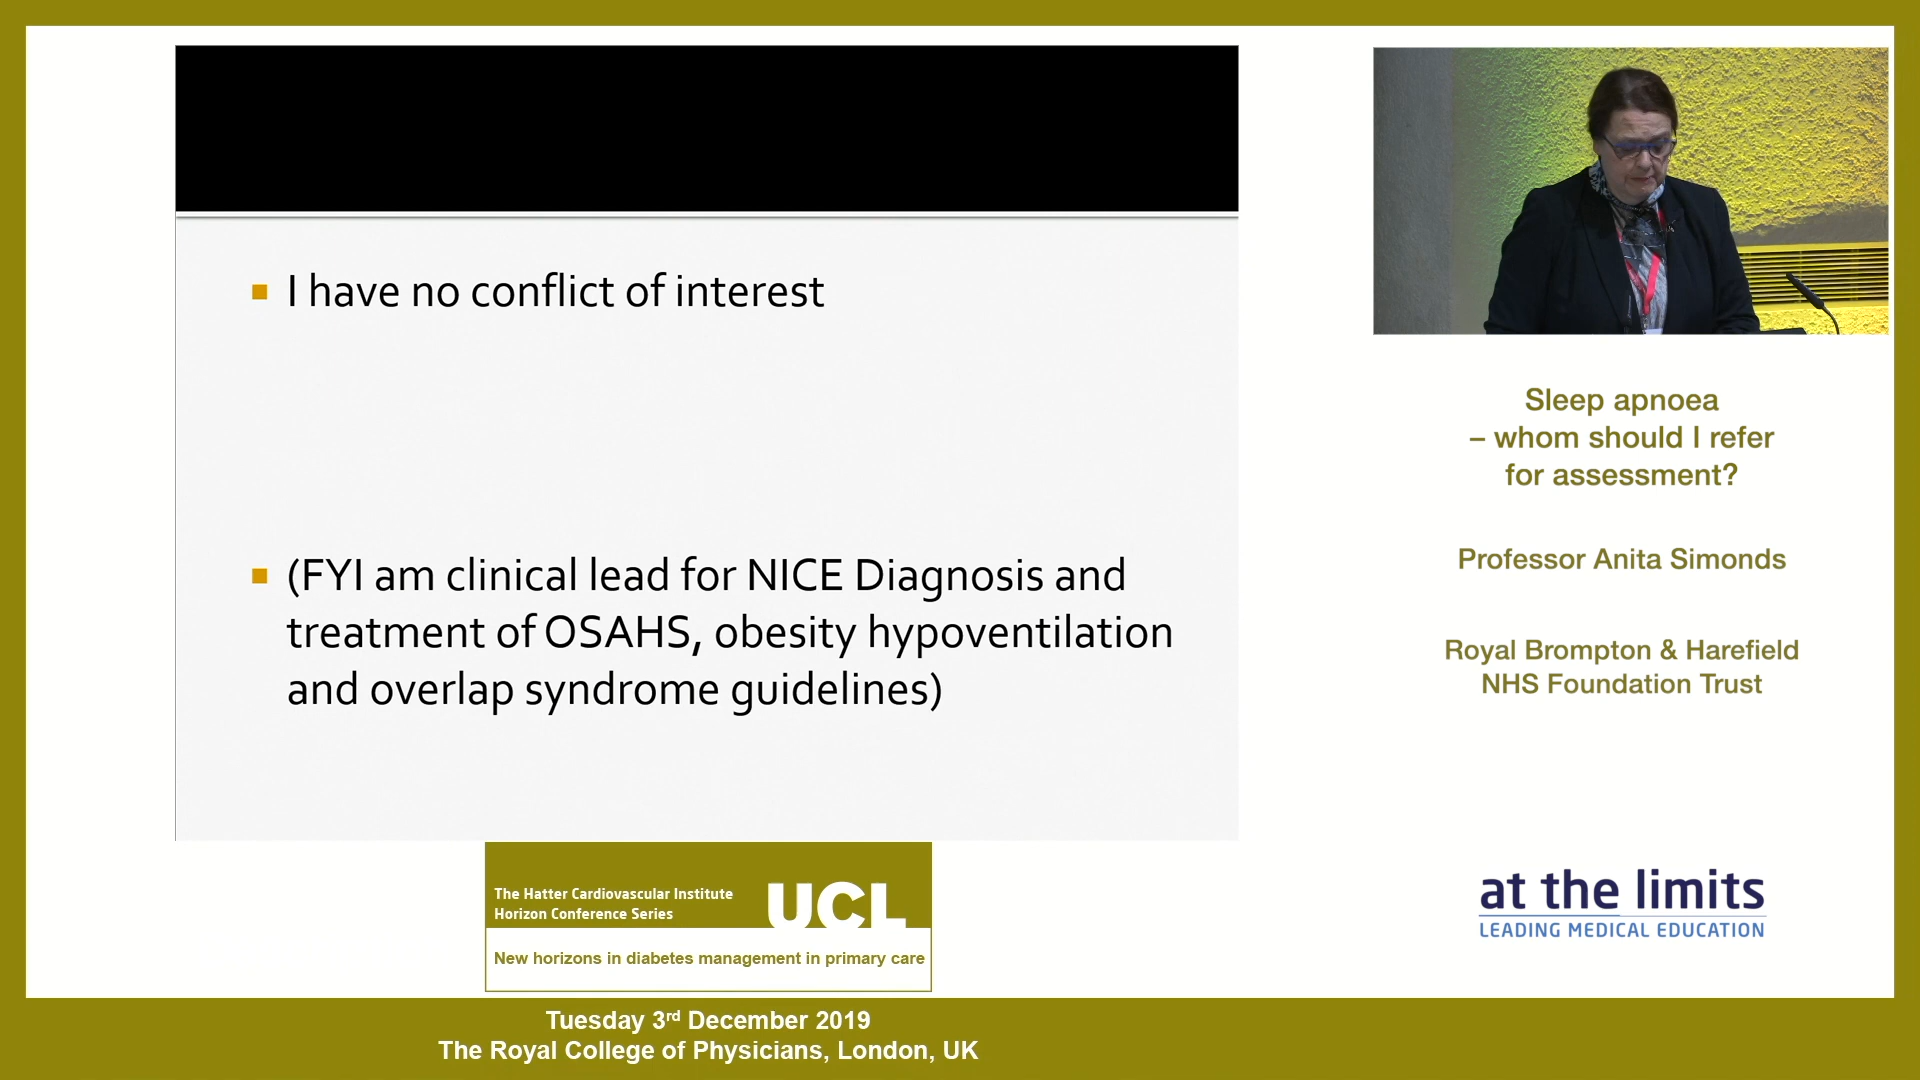 I have no conflict of interest
(FYI am clinical lead for NICE Diagnosis and
treatment of OSAHS, obesity hypoventilation
and overlap syndrome guidelines)
Sleep apnoea
– whom should I refer
for assessment?
Professor Anita Simonds
Royal Brompton & Harefield
NHS Foundation Trust
The Hatter Cardiovascular Institute
Horizon Conference Series
UCL
New horizons in diabetes management in primary care
at the limits
LEADING MEDICAL EDUCATION
Tuesday 3rd December 2019
The Royal College of Physicians, London, UK